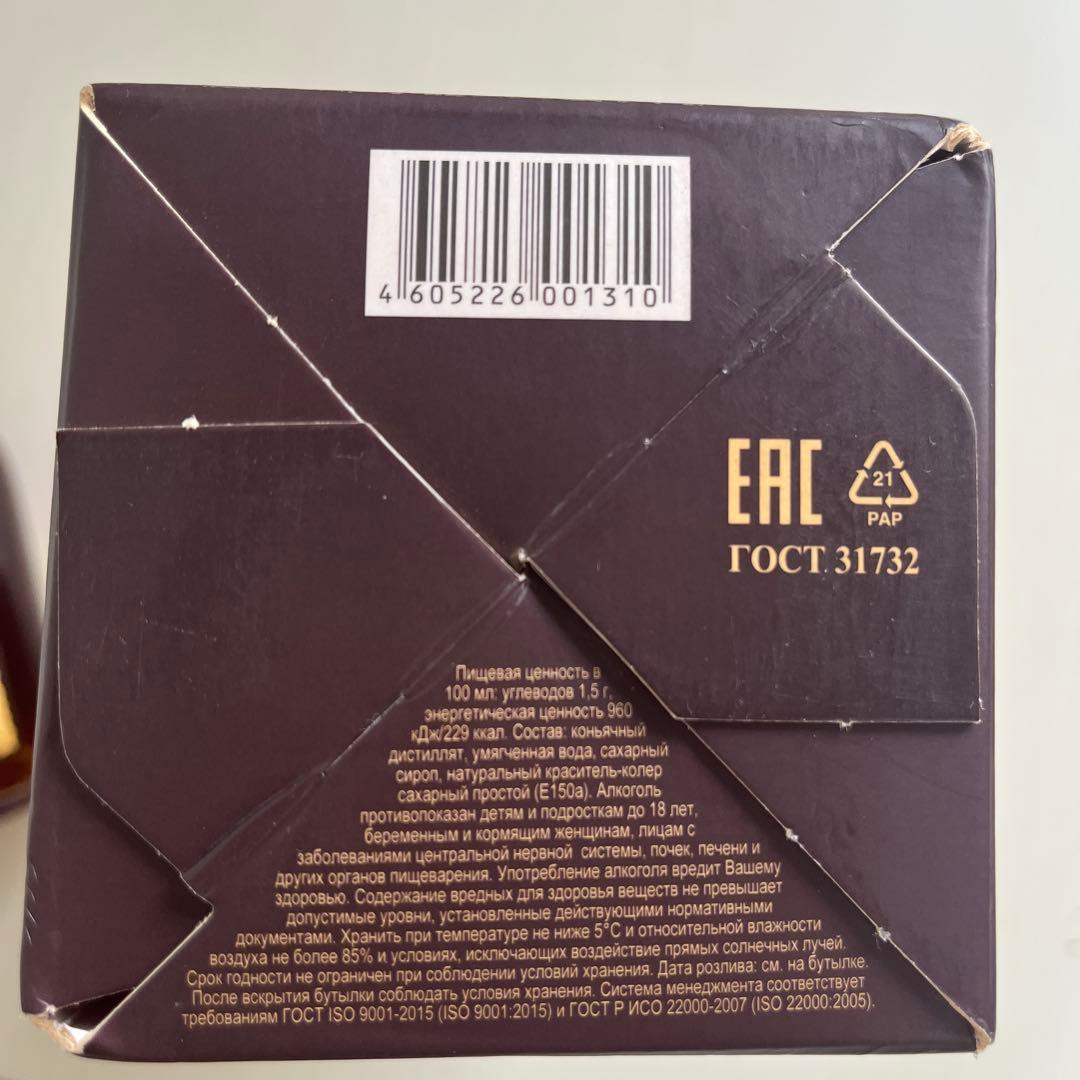 4 605226 001310
EAC
21
PAP
ГОСТ 31732
Пищевая ценность в
100 мл: углеводов 1,5 г,
энергетическая ценность 960
кДж/229 ккал. Состав: коньячный
дистиллят, умягченная вода, сахарный
сироп, натуральный краситель-колер
сахарный простой (Е150а). Алкоголь
противопоказан детям и подросткам до 18 лет,
беременным и кормящим женщинам, лицам с
заболеваниями центральной нервной системы, почек, печени и
других органов пищеварения. Употребление алкоголя вредит Вашему
здоровью. Содержание вредных для здоровья веществ не превышает
допустимые уровни, установленные действующими нормативными
документами. Хранить при температуре не ниже 5°С и относительной влажности
воздуха не более 85% и условиях, исключающих воздействие прямых солнечных лучей.
Срок годности не ограничен при соблюдении условий хранения. Дата розлива: см. на бутылке.
После вскрытия бутылки соблюдать условия хранения. Система менеджмента соответствует
требованиям ГОСТ ISO 9001-2015 (ISO 9001:2015) и ГОСТ Р ИСО 22000-2007 (ISO 22000:2005).